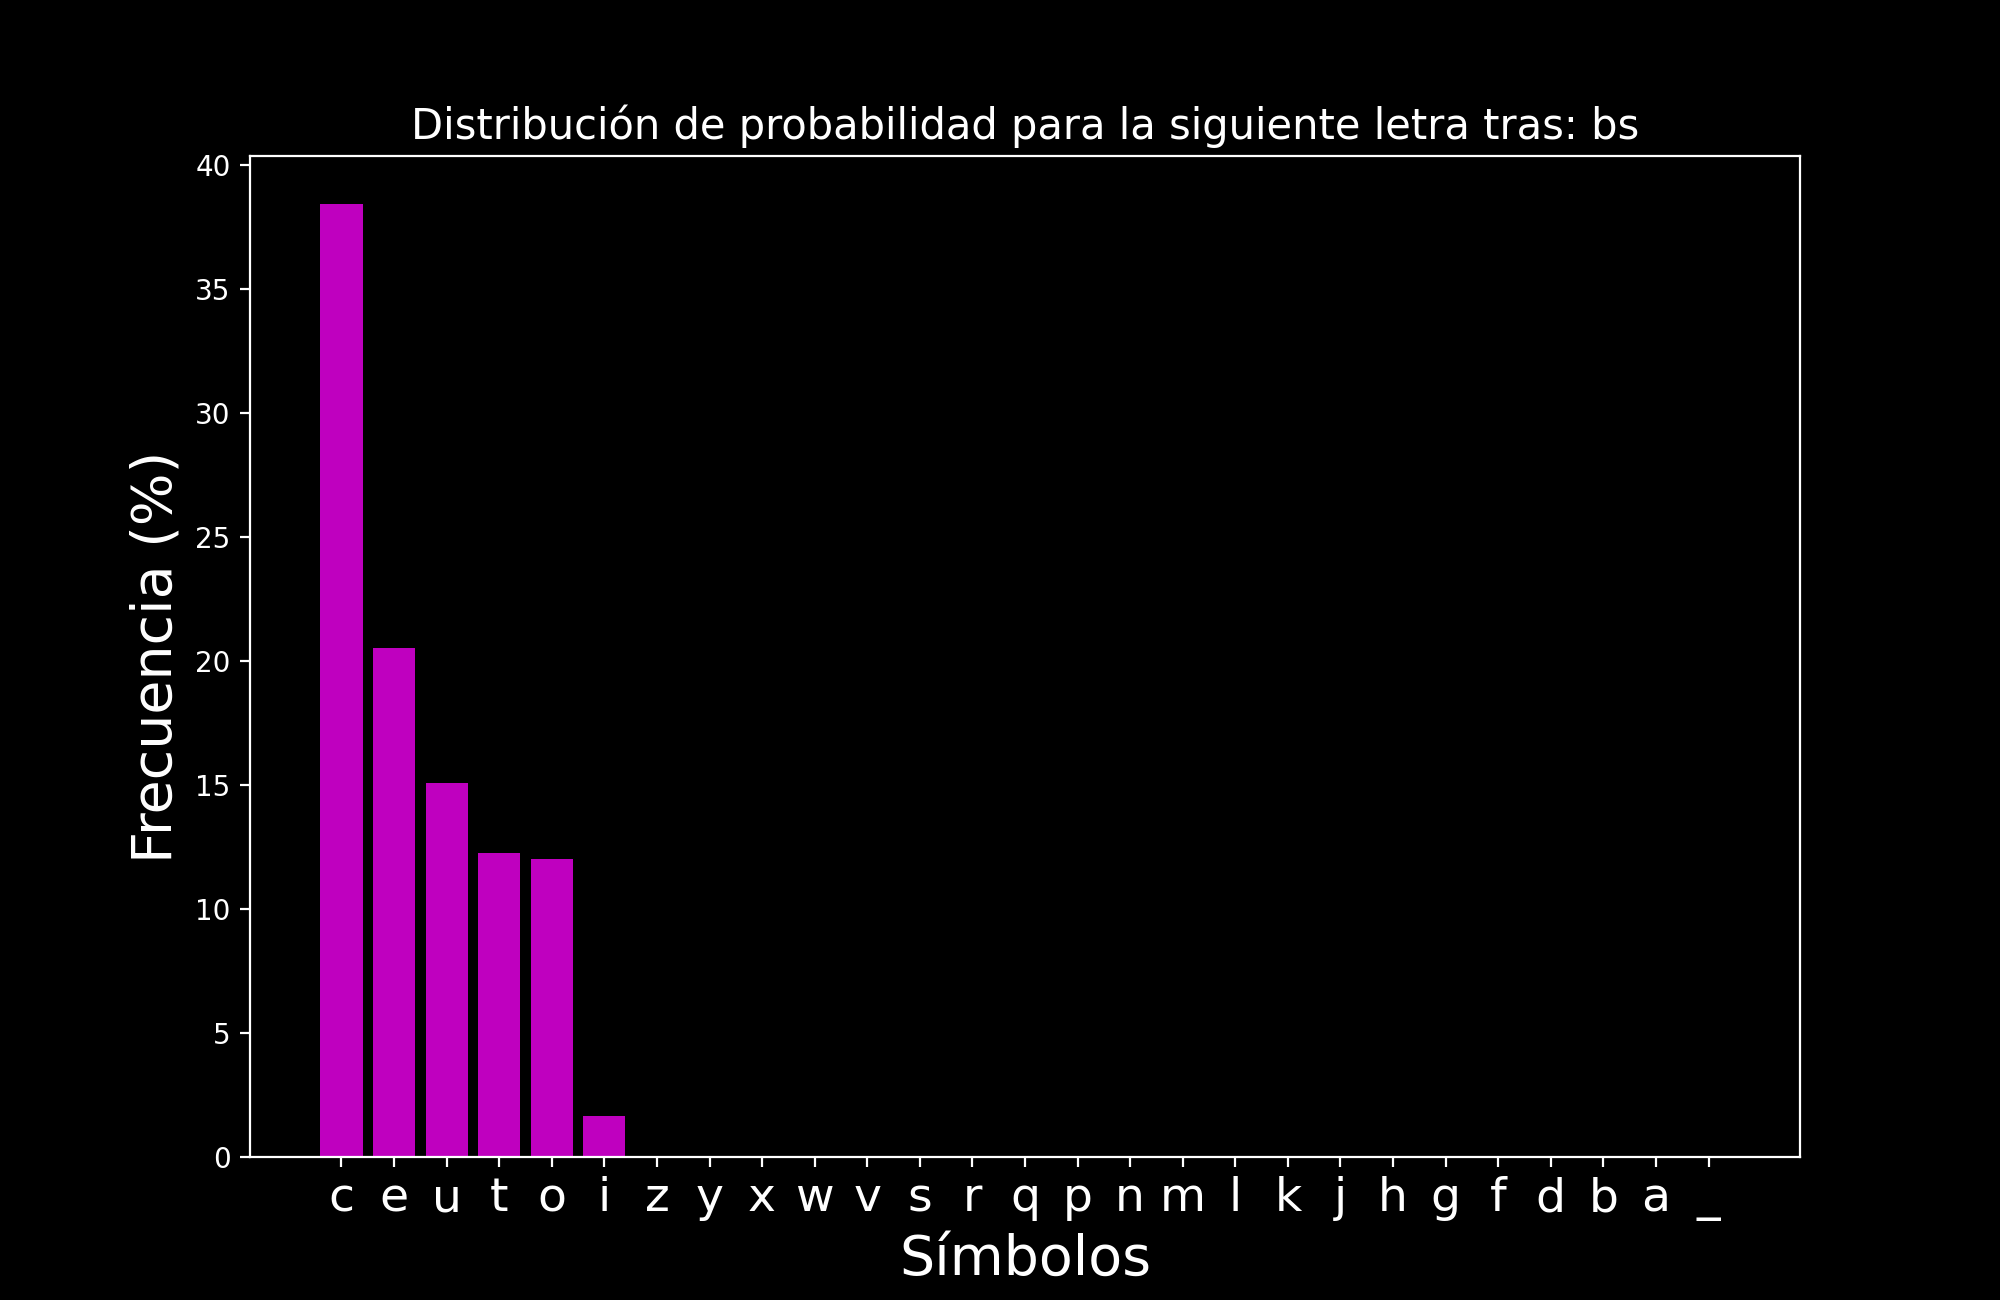 Distribución de probabilidad para la siguiente letra tras: bs
40
35
30
25
20
15
10
5
0
Frecuencia (%)
c e u t o i z y x w v s r q p n m l k j h g f d b a _
Símbolos